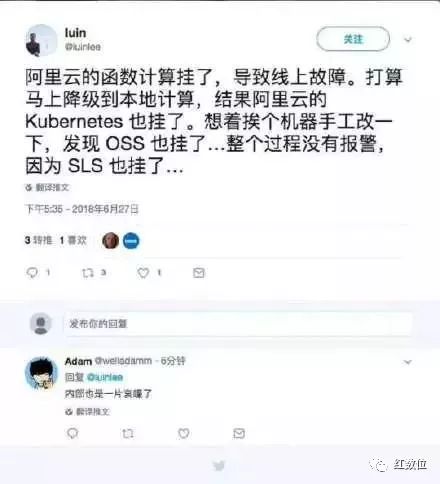 luin
@luinlee
关注
阿里云的函数计算挂了，导致线上故障。打算
马上降级到本地计算，结果阿里云的
Kubernetes 也挂了。想着挨个机器手工改一
下，发现 OSS 也挂了...整个过程没有报警，
因为 SLS 也挂了...
翻译推文
下午5:35 - 2018年6月27日
3 转推 1 喜欢
1 3 1
发布你的回复
Adam @welladamm · 6分钟
回复 @luinlee
内部也是一片哀嚎了
翻译推文
红数位